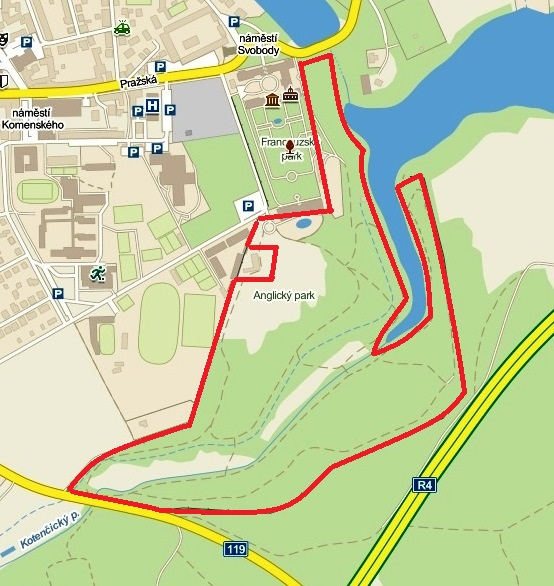 náměstí
Svobody
Pražská
P
P
P
P
P
P
H
náměstí
Komenského
Francouzský
park
P
P
Anglický park
P
R4
Kotenčický p.
119